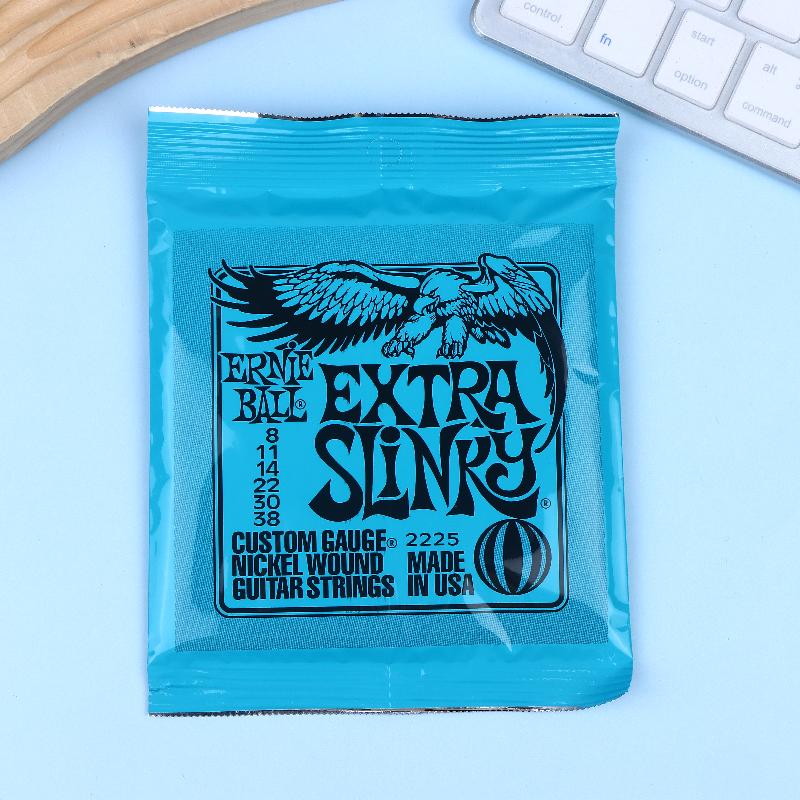 control
fn
start
option
alt
command
ERNIE
BALL®
EXTRA
SLINKY®
8
11
14
22
30
38
CUSTOM GAUGE® 2225
NICKEL WOUND
GUITAR STRINGS
MADE
IN USA